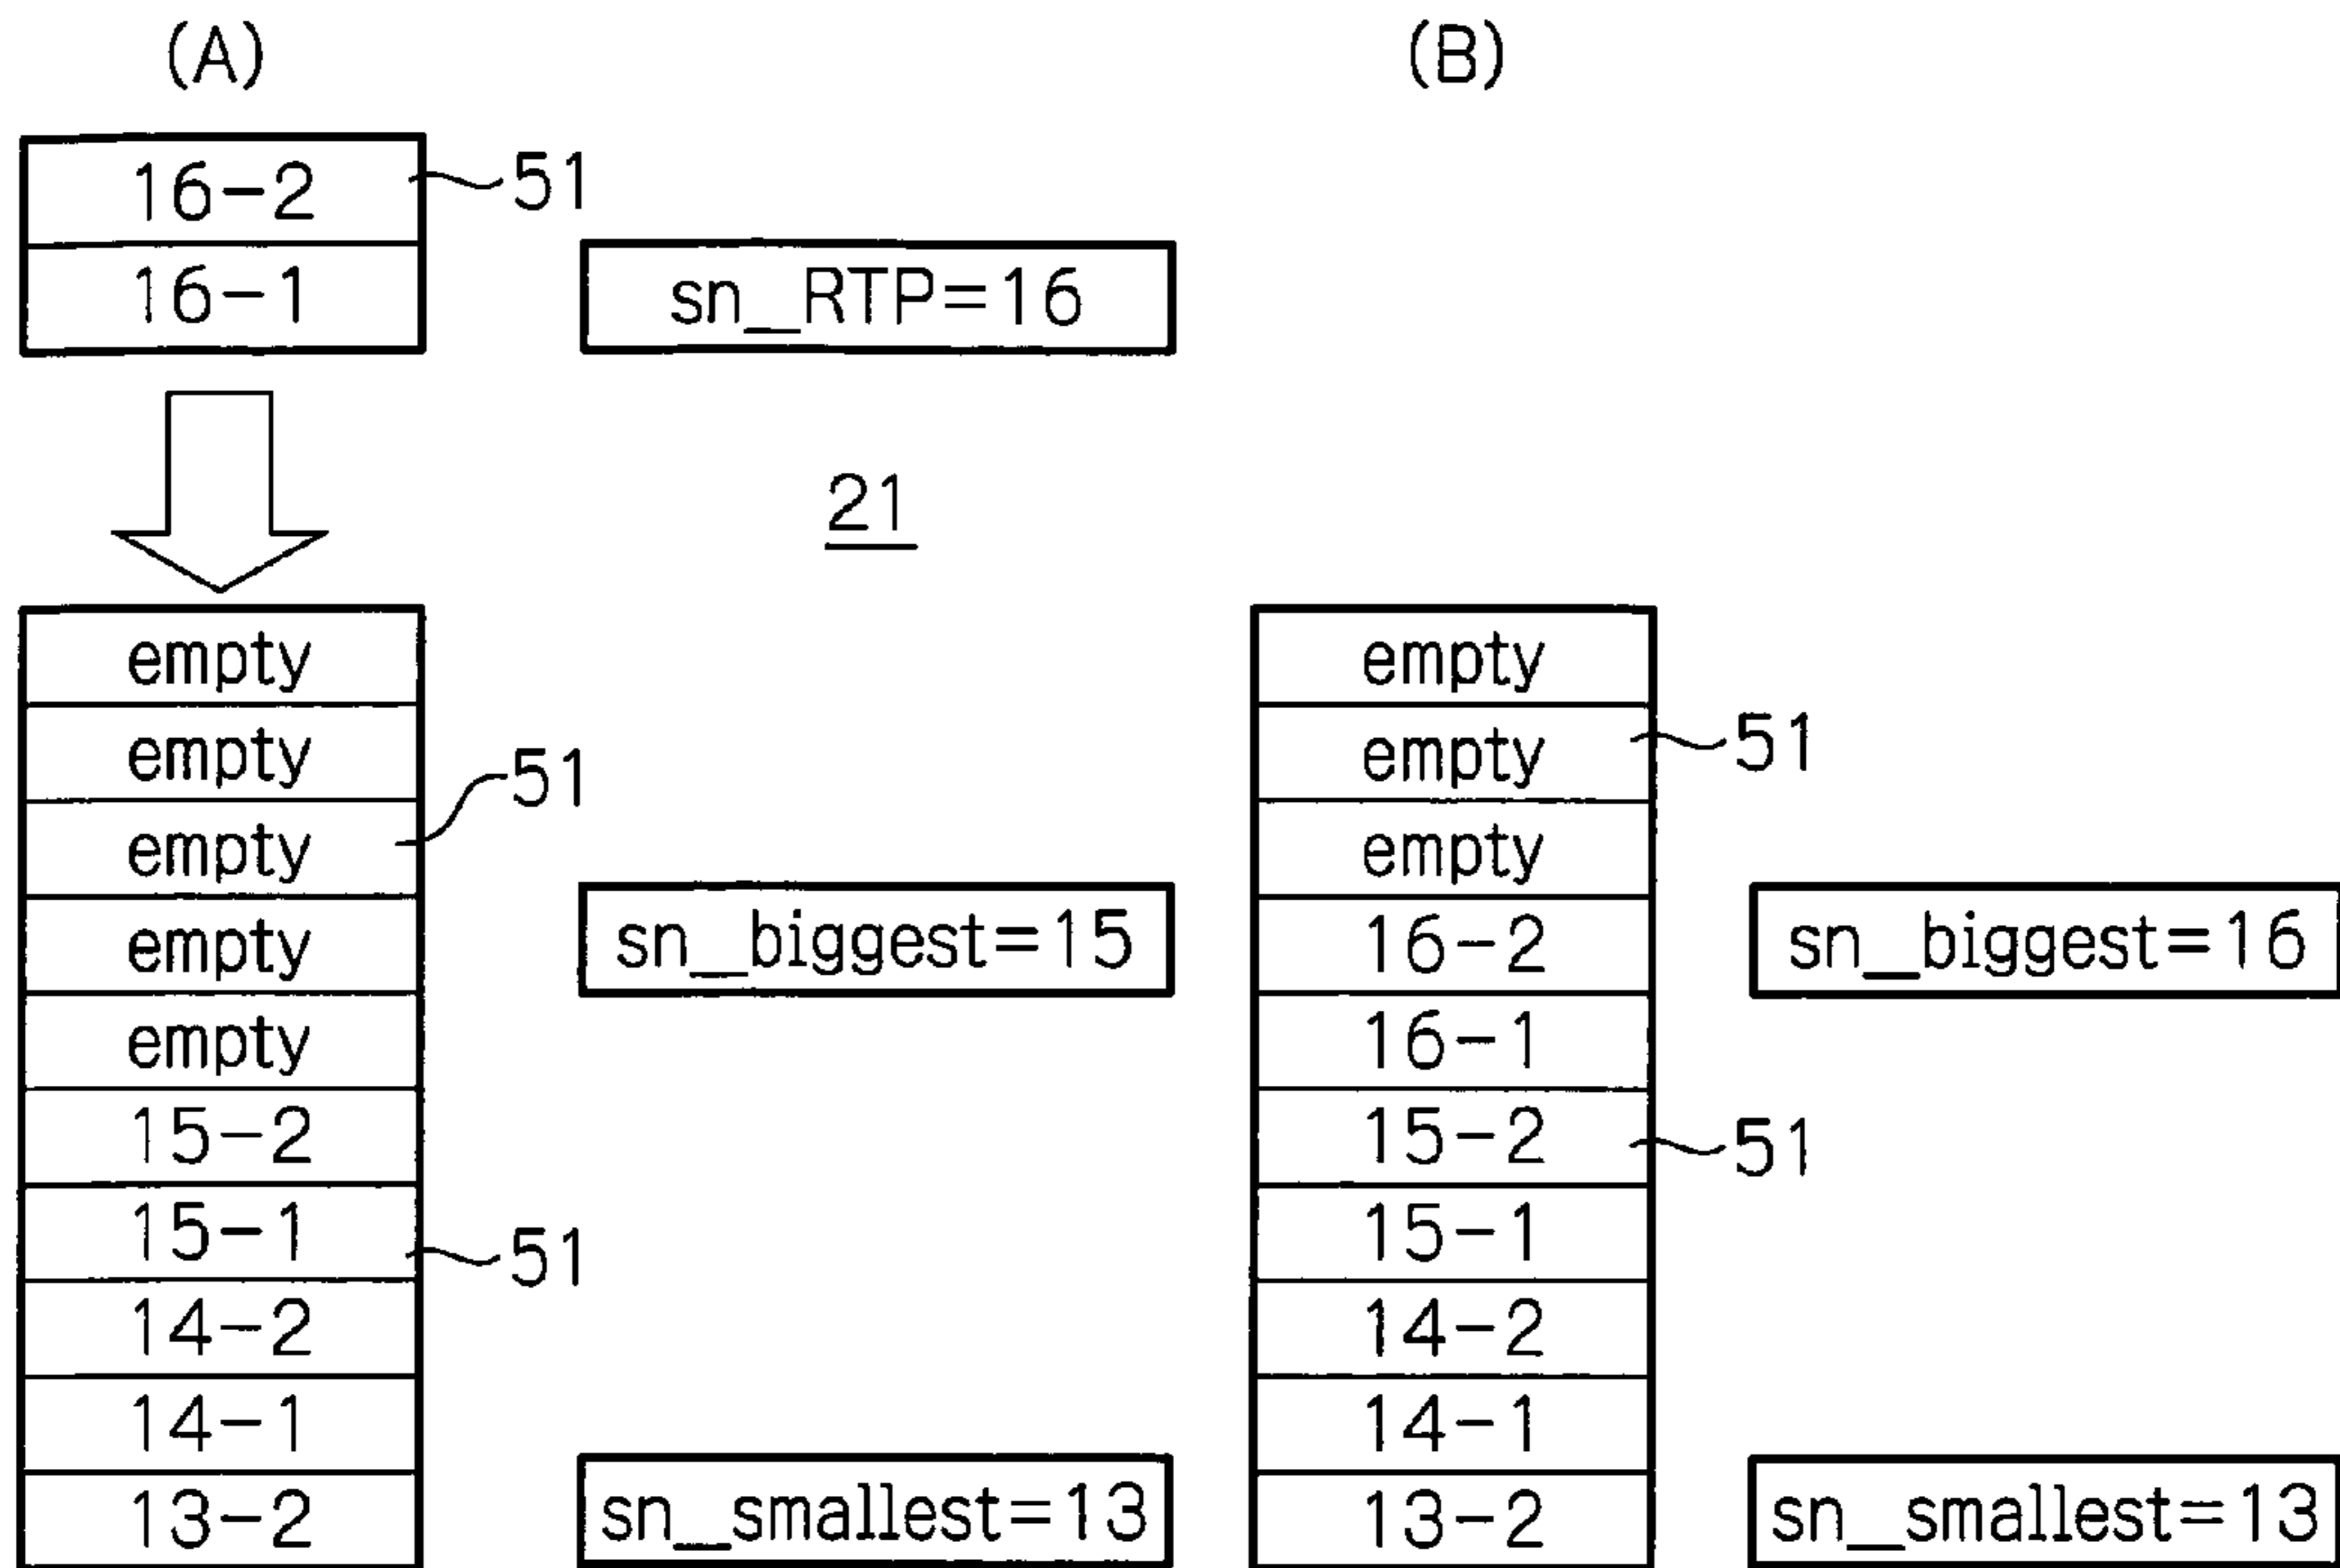 (A)
16-2
51
16-1
sn_RTP=16
21
empty
empty
51
empty
empty
sn_biggest=15
empty
15-2
15-1
51
14-2
14-1
13-2
sn_smallest=13
(B)
empty
empty
51
empty
16-2
sn_biggest=16
16-1
15-2
51
15-1
14-2
14-1
13-2
sn_smallest=13